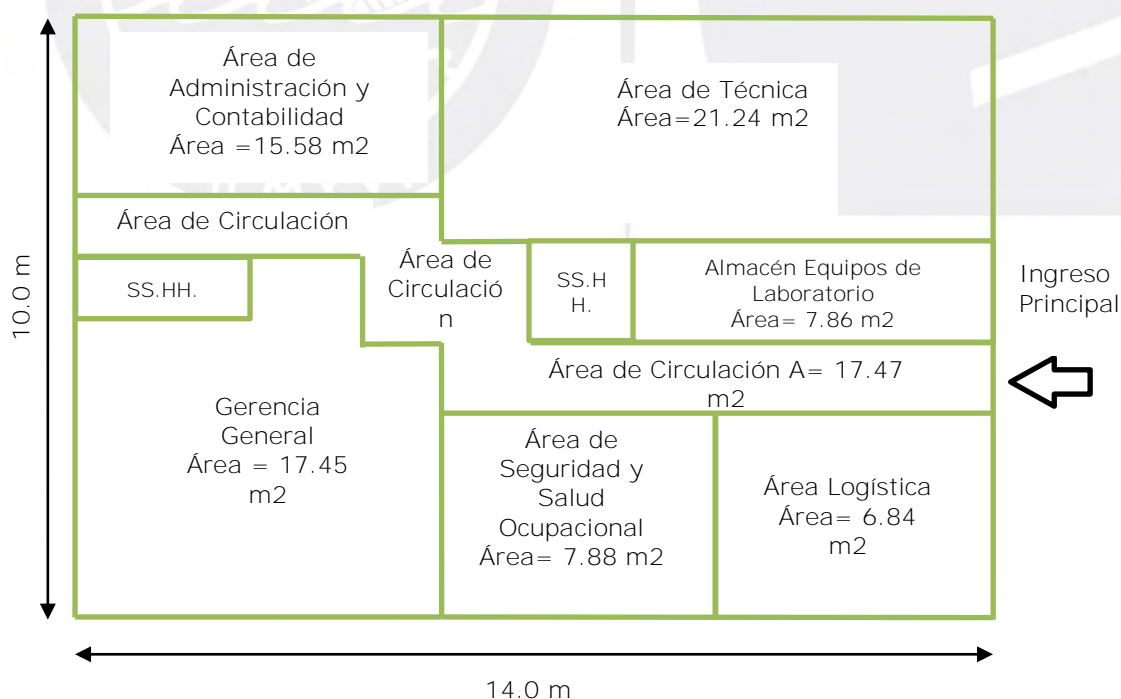 Área de
Administración y
Contabilidad
Área =15.58 m2
Área de Técnica
Área=21.24 m2
Área de Circulación
Área de
Circulació
n
SS.HH.
SS.H
H.
Almacén Equipos de
Laboratorio
Área= 7.86 m2
Ingreso
Principal
10.0 m
Área de Circulación A= 17.47
m2
Gerencia
General
Área = 17.45
m2
Área de
Seguridad y
Salud
Ocupacional
Área= 7.88 m2
Área Logística
Área= 6.84
m2
14.0 m